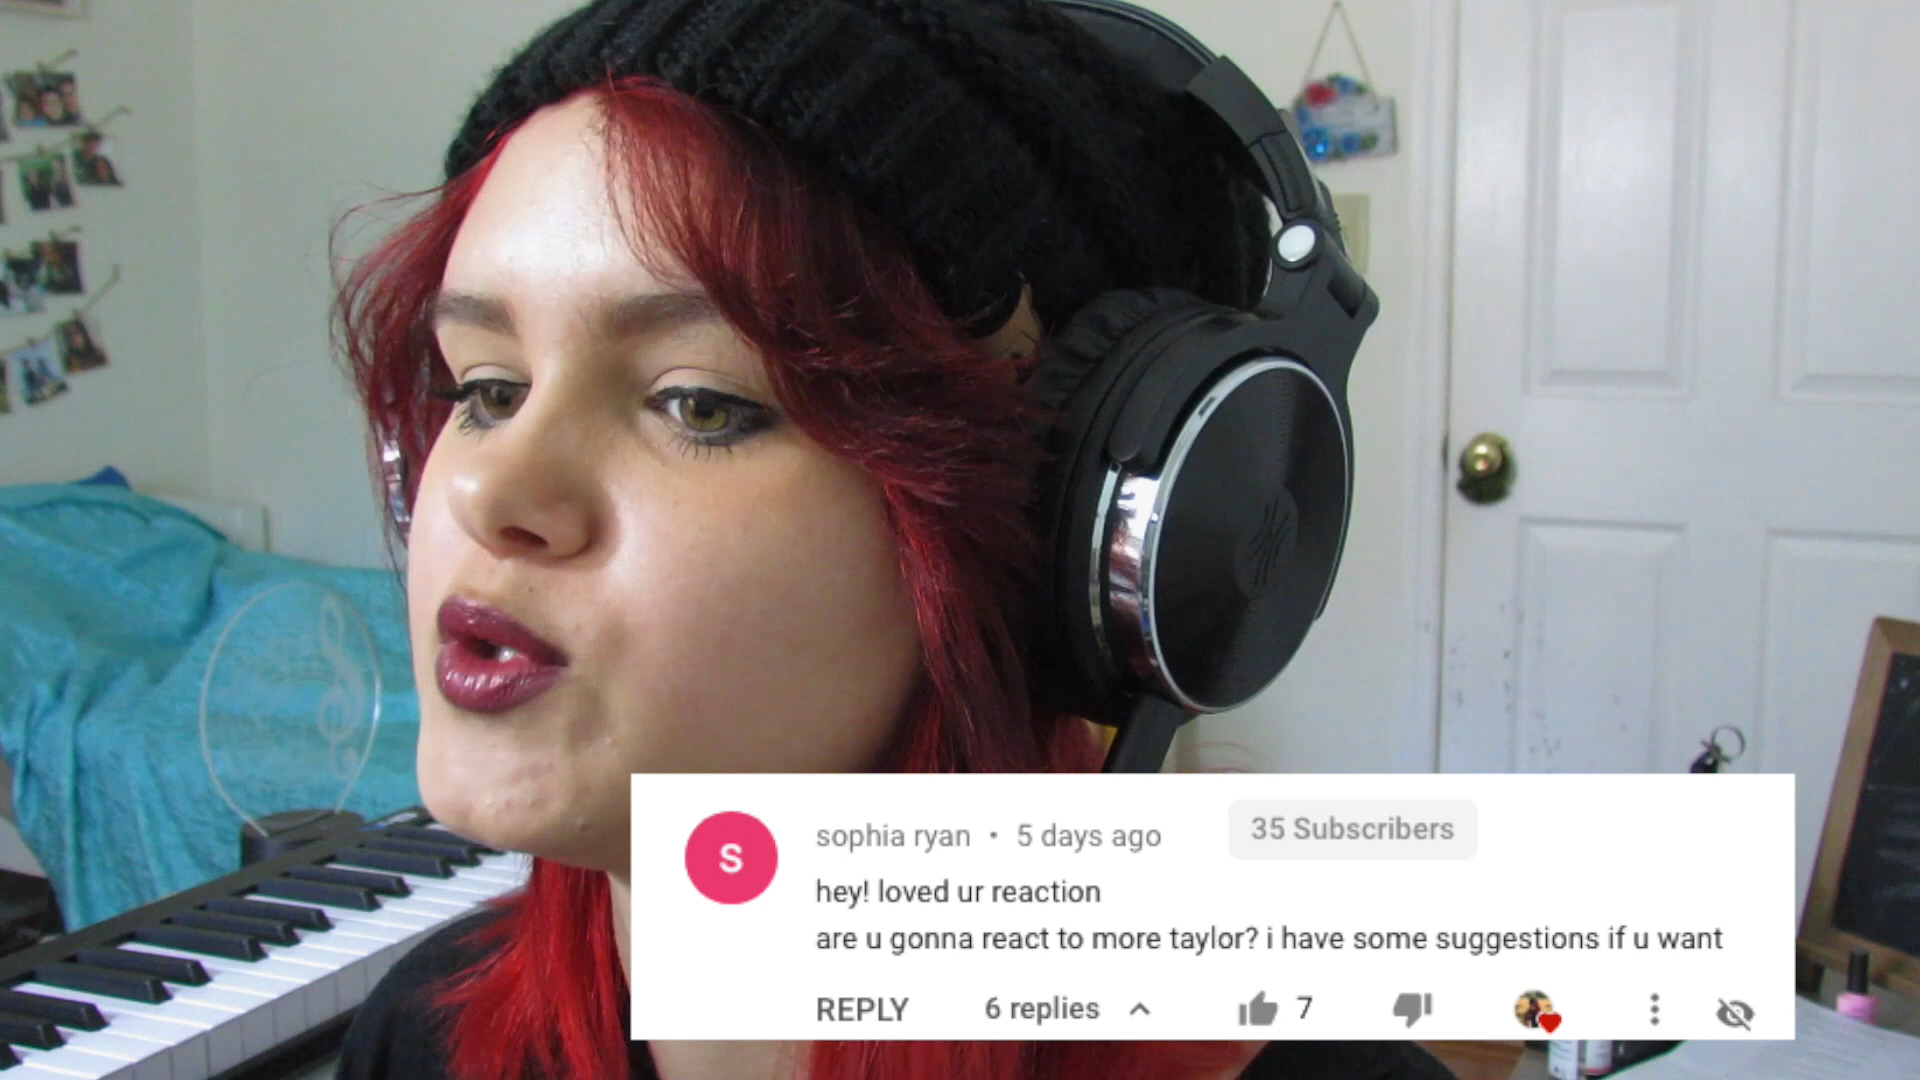 S
sophia ryan • 5 days ago
35 Subscribers
hey! loved ur reaction
are u gonna react to more taylor? i have some suggestions if u want
REPLY 6 replies 7